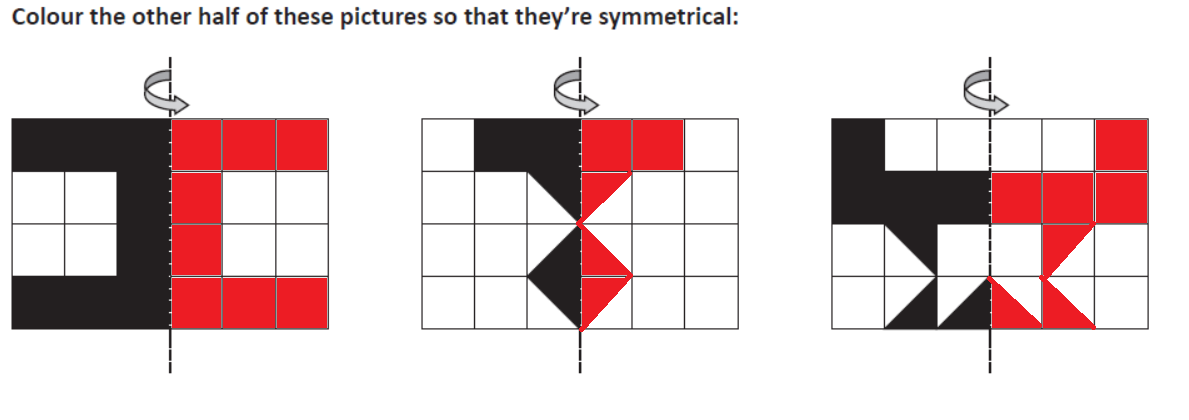 Colour the other half of these pictures so that they’re symmetrical: